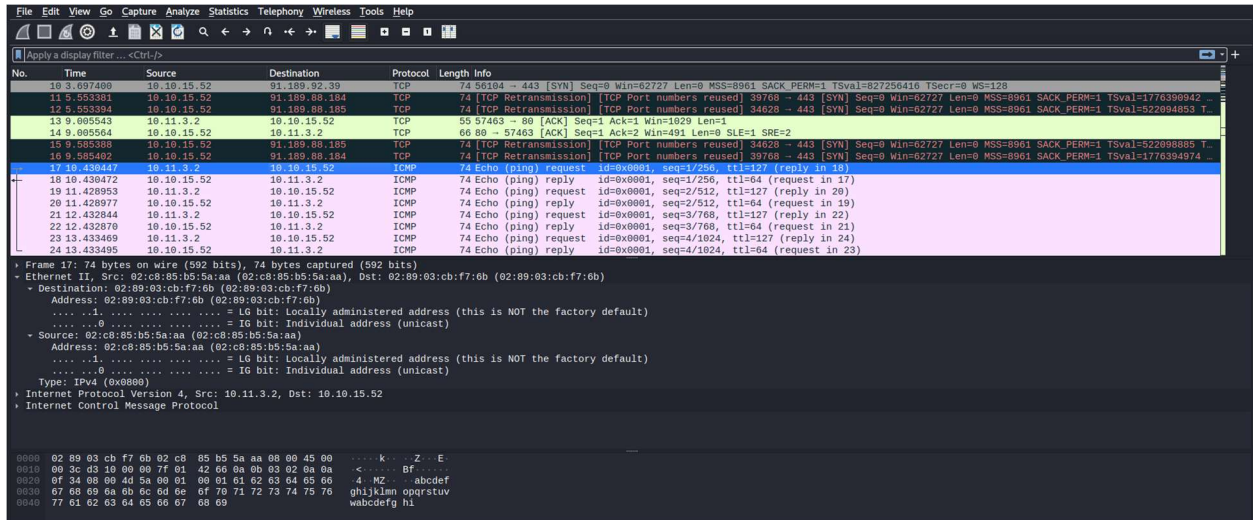 File Edit View Go Capture Analyze Statistics Telephony Wireless Tools Help
Apply a display filter ... <Ctrl-/>
No. Time Source Destination Protocol Length Info
10 3.697400 10.10.15.52 91.189.92.39 TCP 74 56104 → 443 [SYN] Seq=0 Win=62727 Len=0 MSS=8961 SACK_PERM=1 TSval=827256416 TSecr=0 WS=128
11 5.553381 10.10.15.52 91.189.88.184 TCP 74 [TCP Retransmission] [TCP Port numbers reused] 39768 → 443 [SYN] Seq=0 Win=62727 Len=0 MSS=8961 SACK_PERM=1 TSval=1776390942 …
12 5.553394 10.10.15.52 91.189.88.185 TCP 74 [TCP Retransmission] [TCP Port numbers reused] 34628 → 443 [SYN] Seq=0 Win=62727 Len=0 MSS=8961 SACK_PERM=1 TSval=522094853 T…
13 9.005543 10.11.3.2 10.10.15.52 TCP 55 57463 → 80 [ACK] Seq=1 Ack=1 Win=1029 Len=1
14 9.005564 10.10.15.52 10.11.3.2 TCP 66 80 → 57463 [ACK] Seq=1 Ack=2 Win=491 Len=0 SLE=1 SRE=2
15 9.585388 10.10.15.52 91.189.88.185 TCP 74 [TCP Retransmission] [TCP Port numbers reused] 34628 → 443 [SYN] Seq=0 Win=62727 Len=0 MSS=8961 SACK_PERM=1 TSval=522098885 T…
16 9.585402 10.10.15.52 91.189.88.184 TCP 74 [TCP Retransmission] [TCP Port numbers reused] 39768 → 443 [SYN] Seq=0 Win=62727 Len=0 MSS=8961 SACK_PERM=1 TSval=1776394974 …
17 10.430447 10.11.3.2 10.10.15.52 ICMP 74 Echo (ping) request id=0x0001, seq=1/256, ttl=127 (reply in 18)
18 10.430472 10.10.15.52 10.11.3.2 ICMP 74 Echo (ping) reply id=0x0001, seq=1/256, ttl=64 (request in 17)
19 11.428953 10.11.3.2 10.10.15.52 ICMP 74 Echo (ping) request id=0x0001, seq=2/512, ttl=127 (reply in 20)
20 11.428977 10.10.15.52 10.11.3.2 ICMP 74 Echo (ping) reply id=0x0001, seq=2/512, ttl=64 (request in 19)
21 12.432844 10.11.3.2 10.10.15.52 ICMP 74 Echo (ping) request id=0x0001, seq=3/768, ttl=127 (reply in 22)
22 12.432870 10.10.15.52 10.11.3.2 ICMP 74 Echo (ping) reply id=0x0001, seq=3/768, ttl=64 (request in 21)
23 13.433469 10.11.3.2 10.10.15.52 ICMP 74 Echo (ping) request id=0x0001, seq=4/1024, ttl=127 (reply in 24)
24 13.433495 10.10.15.52 10.11.3.2 ICMP 74 Echo (ping) reply id=0x0001, seq=4/1024, ttl=64 (request in 23)
Frame 17: 74 bytes on wire (592 bits), 74 bytes captured (592 bits)
Ethernet II, Src: 02:c8:85:b5:5a:aa (02:c8:85:b5:5a:aa), Dst: 02:89:03:cb:f7:6b (02:89:03:cb:f7:6b)
Destination: 02:89:03:cb:f7:6b (02:89:03:cb:f7:6b)
Address: 02:89:03:cb:f7:6b (02:89:03:cb:f7:6b)
.... ..1. .... .... .... .... = LG bit: Locally administered address (this is NOT the factory default)
.... ...0 .... .... .... .... = IG bit: Individual address (unicast)
Source: 02:c8:85:b5:5a:aa (02:c8:85:b5:5a:aa)
Address: 02:c8:85:b5:5a:aa (02:c8:85:b5:5a:aa)
.... ..1. .... .... .... .... = LG bit: Locally administered address (this is NOT the factory default)
.... ...0 .... .... .... .... = IG bit: Individual address (unicast)
Type: IPv4 (0x0800)
Internet Protocol Version 4, Src: 10.11.3.2, Dst: 10.10.15.52
Internet Control Message Protocol
0000 02 89 03 cb f7 6b 02 c8 85 b5 5a aa 08 00 45 00 ·····k·· ··Z···E·
0010 00 3c d3 10 00 00 7f 01 42 66 0a 0b 03 02 0a 0a ·<······ Bf······
0020 0f 34 08 00 4d 5a 00 01 00 01 61 62 63 64 65 66 ·4··MZ·· ··abcdef
0030 67 68 69 6a 6b 6c 6d 6e 6f 70 71 72 73 74 75 76 ghijklmn opqrstuv
0040 77 61 62 63 64 65 66 67 68 69 wabcdefg hi